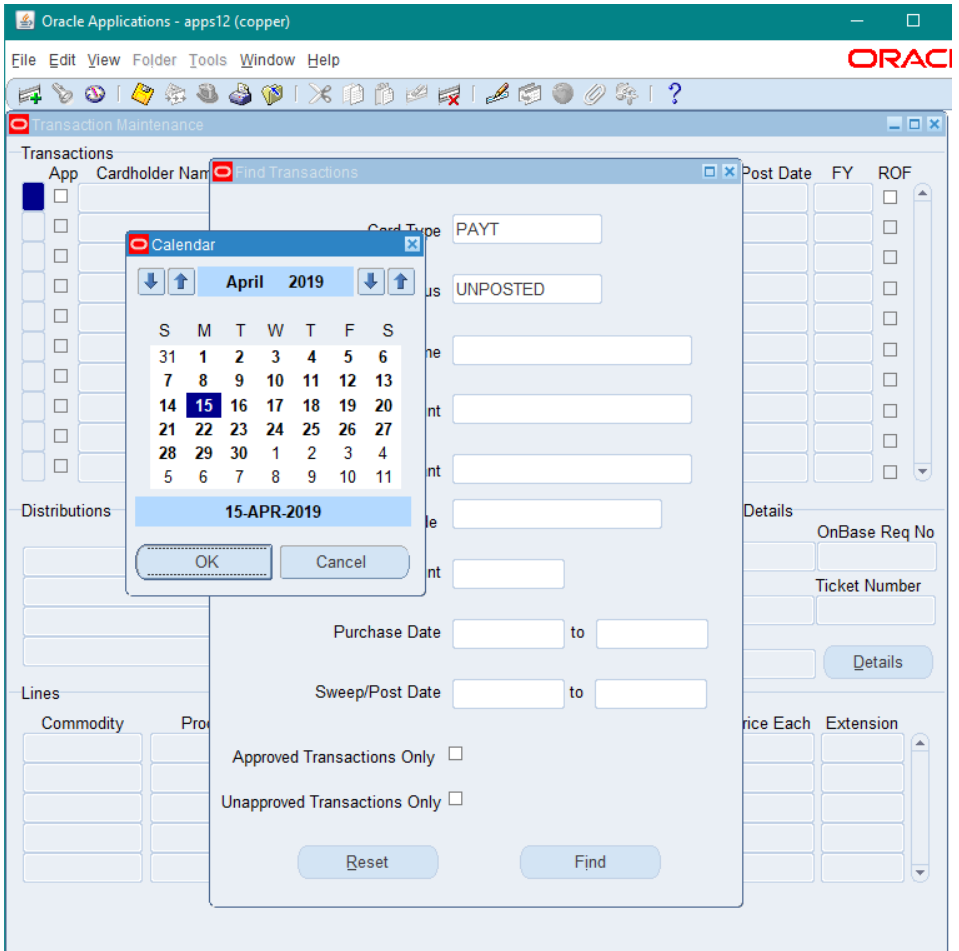 Oracle Applications - apps12 (copper)
File Edit View Folder Tools Window Help
ORAC
Transaction Maintenance
Transactions
App Cardholder Nam
Post Date FY ROF
Find Transactions
Card Type PAYT
us UNPOSTED
me
nt
nt
le
nt
Purchase Date to
Sweep/Post Date to
Approved Transactions Only
Unapproved Transactions Only
Reset Find
Calendar
April 2019
S M T W T F S
31 1 2 3 4 5 6
7 8 9 10 11 12 13
14 15 16 17 18 19 20
21 22 23 24 25 26 27
28 29 30 1 2 3 4
5 6 7 8 9 10 11
15-APR-2019
OK Cancel
Distributions
Details
OnBase Req No
Ticket Number
Details
Lines
Commodity Pro
rice Each Extension